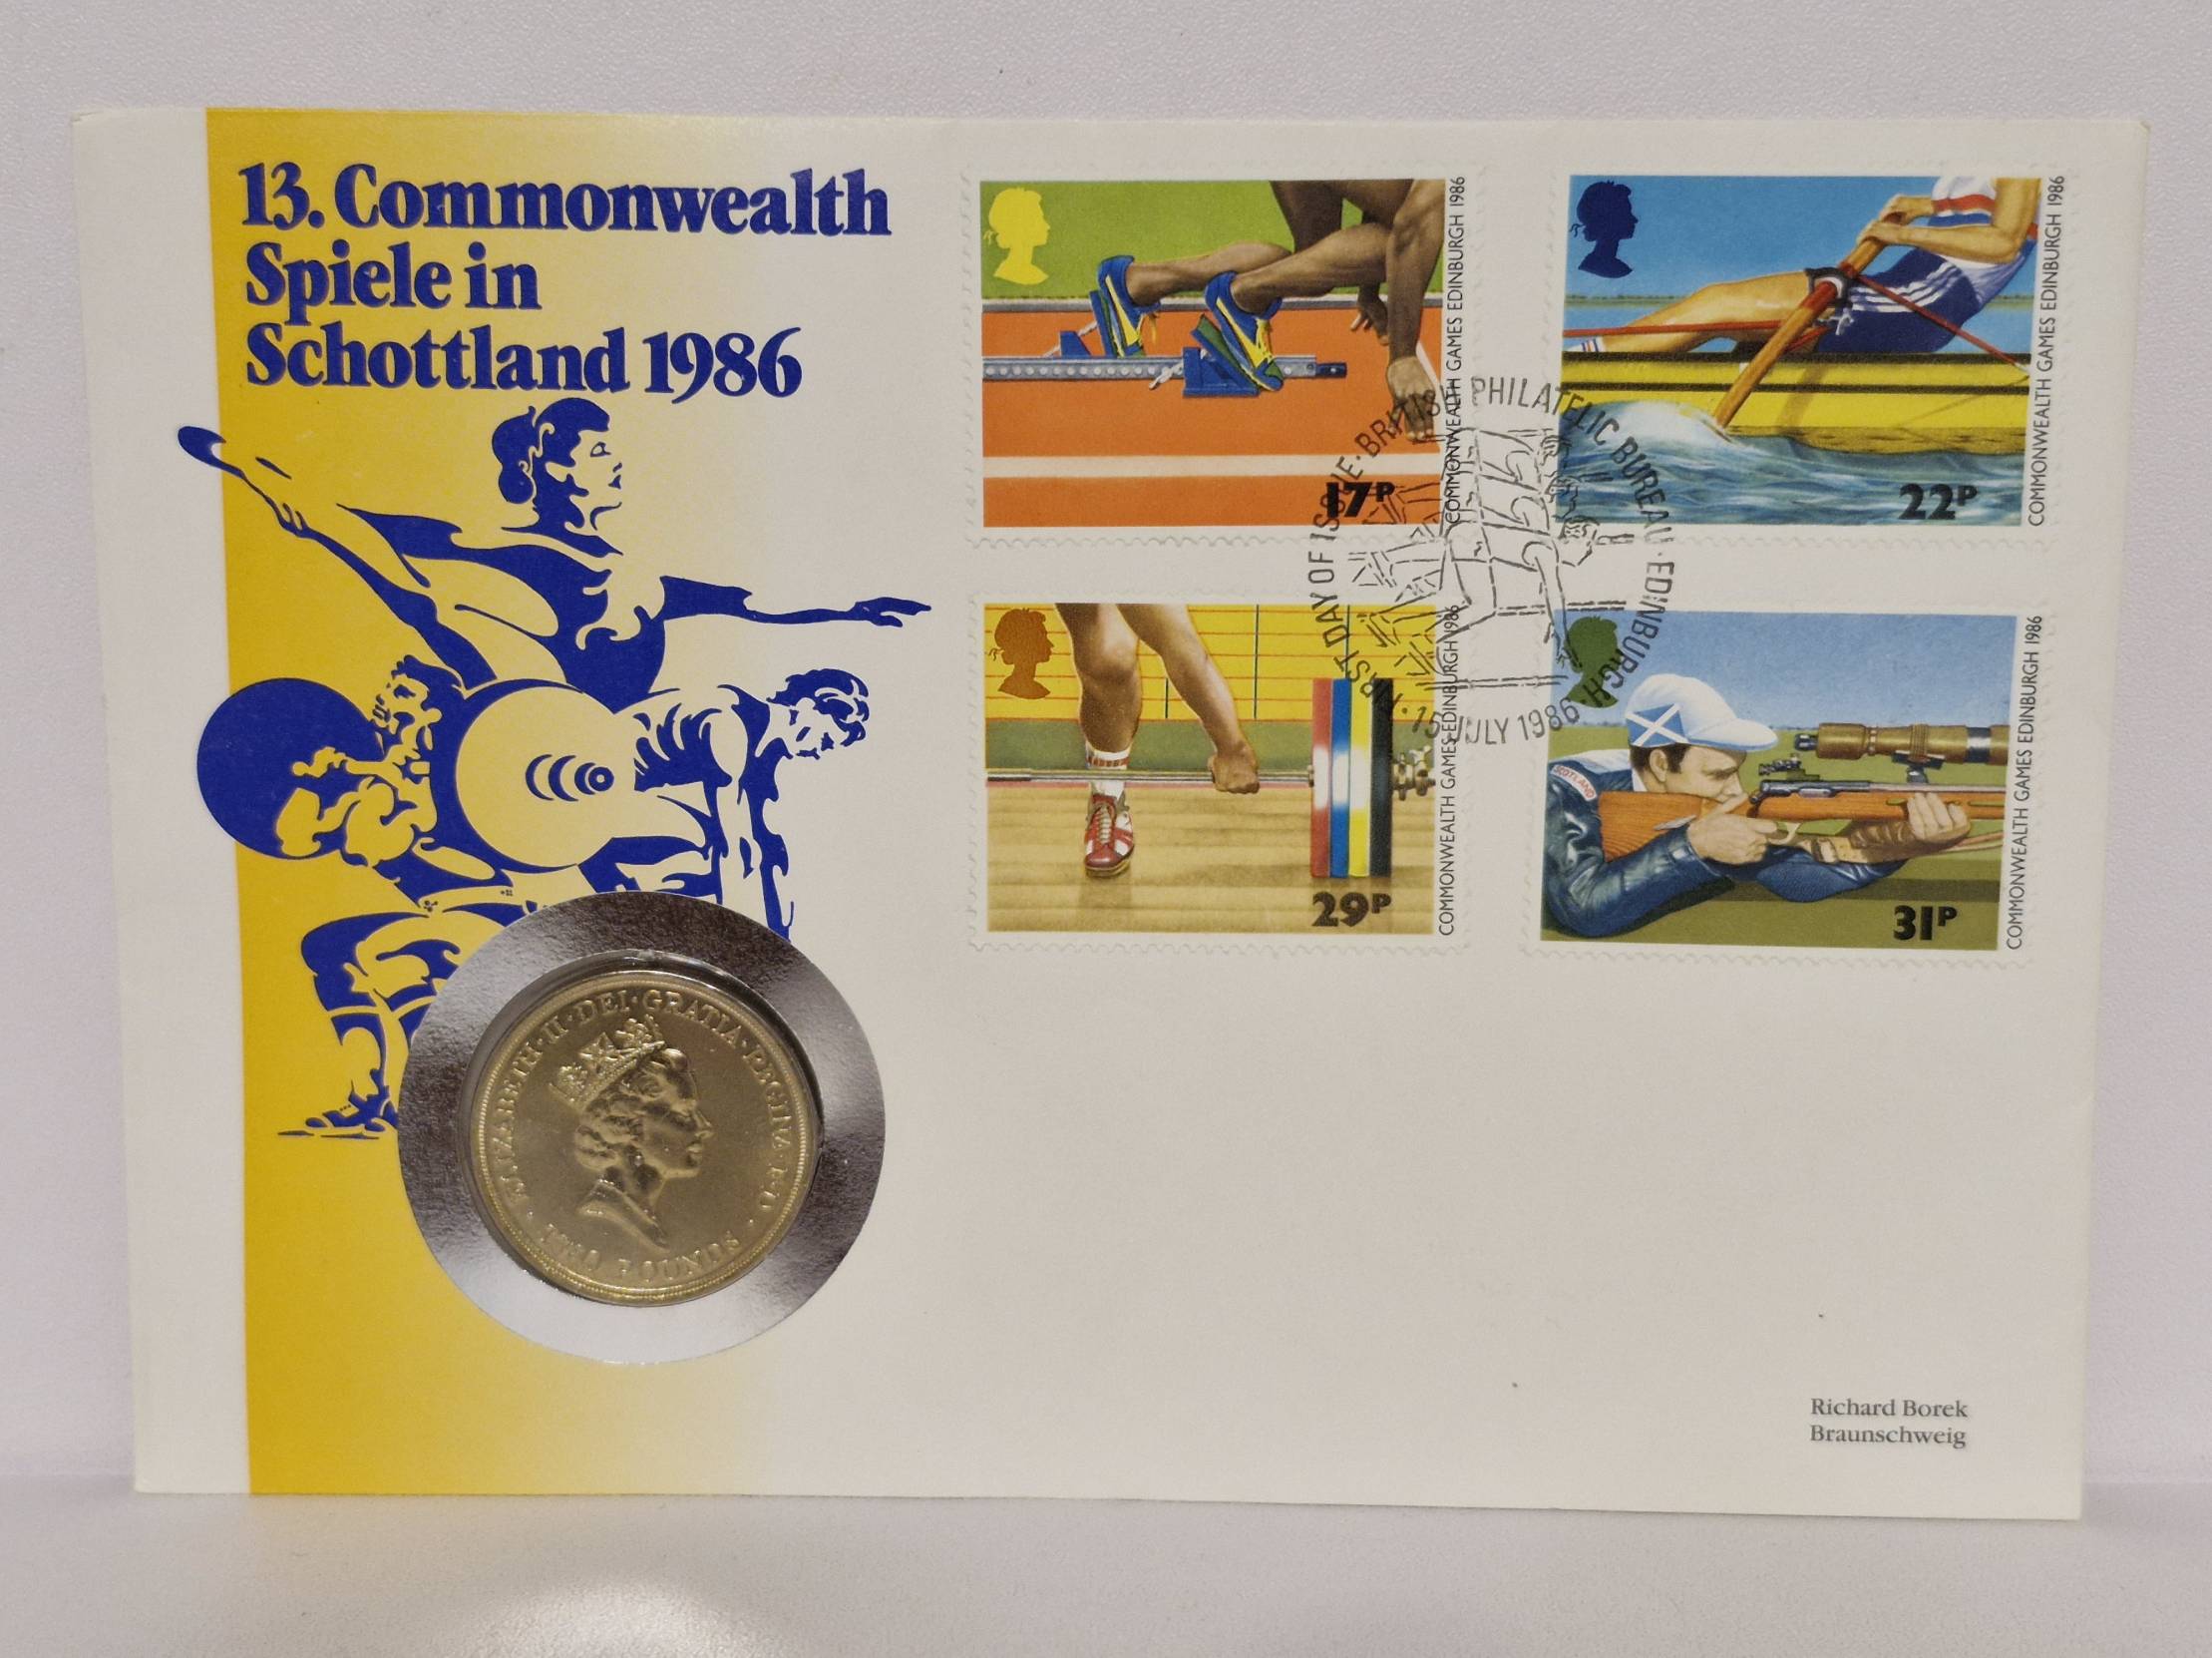 13. Commonwealth
Spiele in
Schottland 1986
COMMONWEALTH GAMES EDINBURGH 1986
17P
COMMONWEALTH GAMES EDINBURGH 1986
22P
FIRST DAY OF ISSUE · BRITISH PHILATELIC BUREAU · EDINBURGH ·
· 15 JULY 1986 ·
COMMONWEALTH GAMES EDINBURGH 1986
29P
SCOTLAND
COMMONWEALTH GAMES EDINBURGH 1986
31P
ELIZABETH · II · DEI · GRATIA · REGINA · F · D ·
TWO POUNDS
Richard Borek
Braunschweig